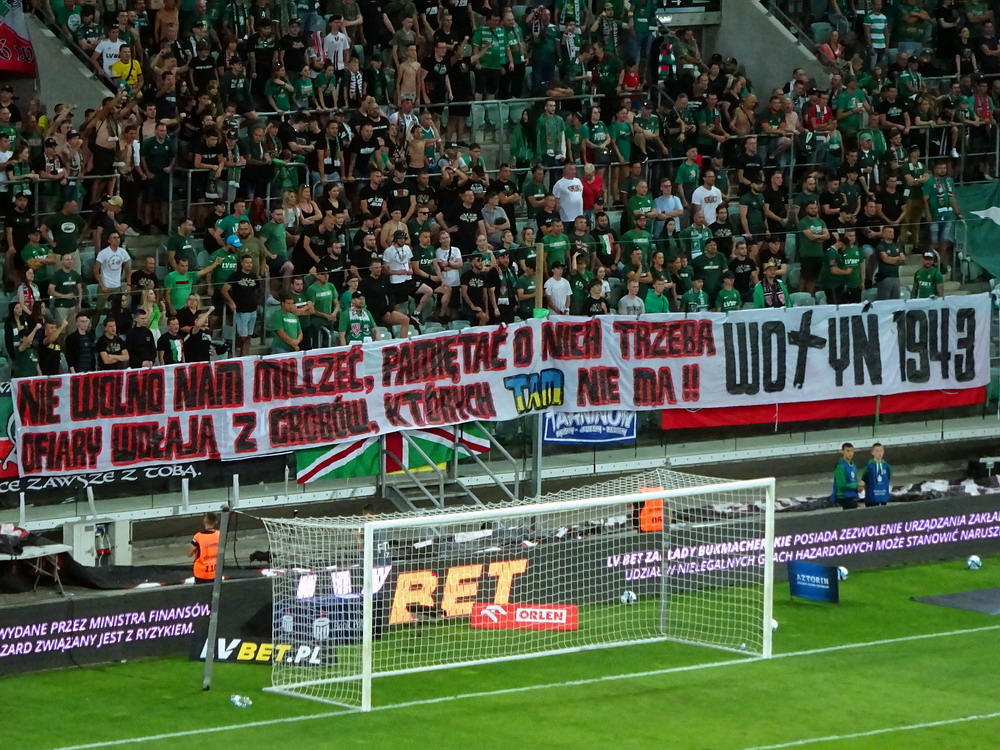 NIE WOLNO NAM MILCZEĆ, PAMIĘTAĆ O NICH TRZEBA
OFIARY WOŁAJĄ Z GROBÓW, KTÓRYCH TAM NIE MA!!
WOŁYŃ 1943
ZAWSZE Z TOBĄ.
LV BET ZAKŁADY BUKMACHERSKIE POSIADA ZEZWOLENIE URZĄDZANIA ZAKŁA
UDZIAŁ W NIELEGALNYCH GRACH HAZARDOWYCH MOŻE STANOWIĆ NARUSZ
WYDANE PRZEZ MINISTRA FINANSÓW
ZARD ZWIĄZANY JEST Z RYZYKIEM.
LV BET
ORLEN
LVBET.PL
AZTORIN